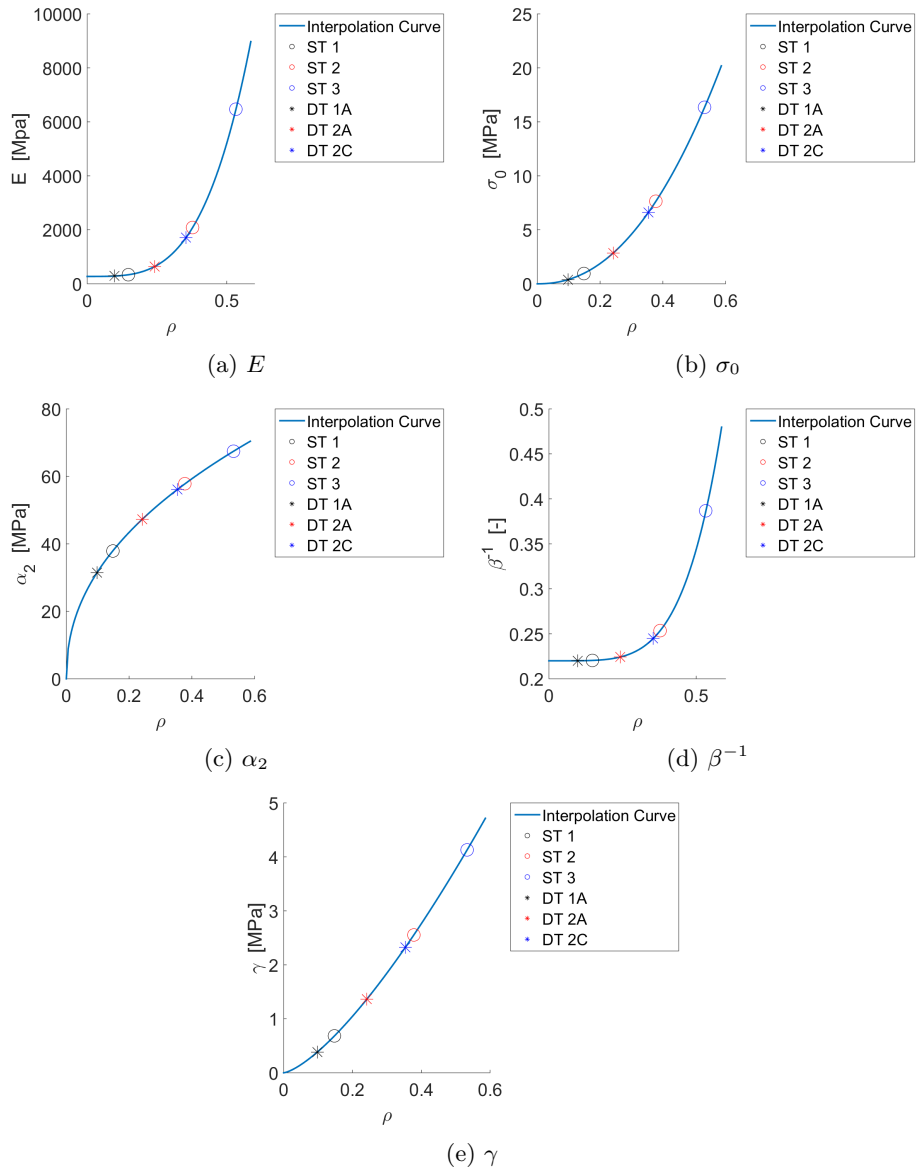 10000
8000
6000
4000
2000
0
0
0.5
E [Mpa]
ρ
Interpolation Curve
ST 1
ST 2
ST 3
DT 1A
DT 2A
DT 2C
(a) E
25
20
15
10
5
0
0
0.2
0.4
0.6
σ₀ [MPa]
ρ
Interpolation Curve
ST 1
ST 2
ST 3
DT 1A
DT 2A
DT 2C
(b) σ₀
80
60
40
20
0
0
0.2
0.4
0.6
α₂ [MPa]
ρ
Interpolation Curve
ST 1
ST 2
ST 3
DT 1A
DT 2A
DT 2C
(c) α₂
0.5
0.45
0.4
0.35
0.3
0.25
0.2
0
0.5
β⁻¹ [-]
ρ
Interpolation Curve
ST 1
ST 2
ST 3
DT 1A
DT 2A
DT 2C
(d) β⁻¹
5
4
3
2
1
0
0
0.2
0.4
0.6
γ [MPa]
ρ
Interpolation Curve
ST 1
ST 2
ST 3
DT 1A
DT 2A
DT 2C
(e) γ